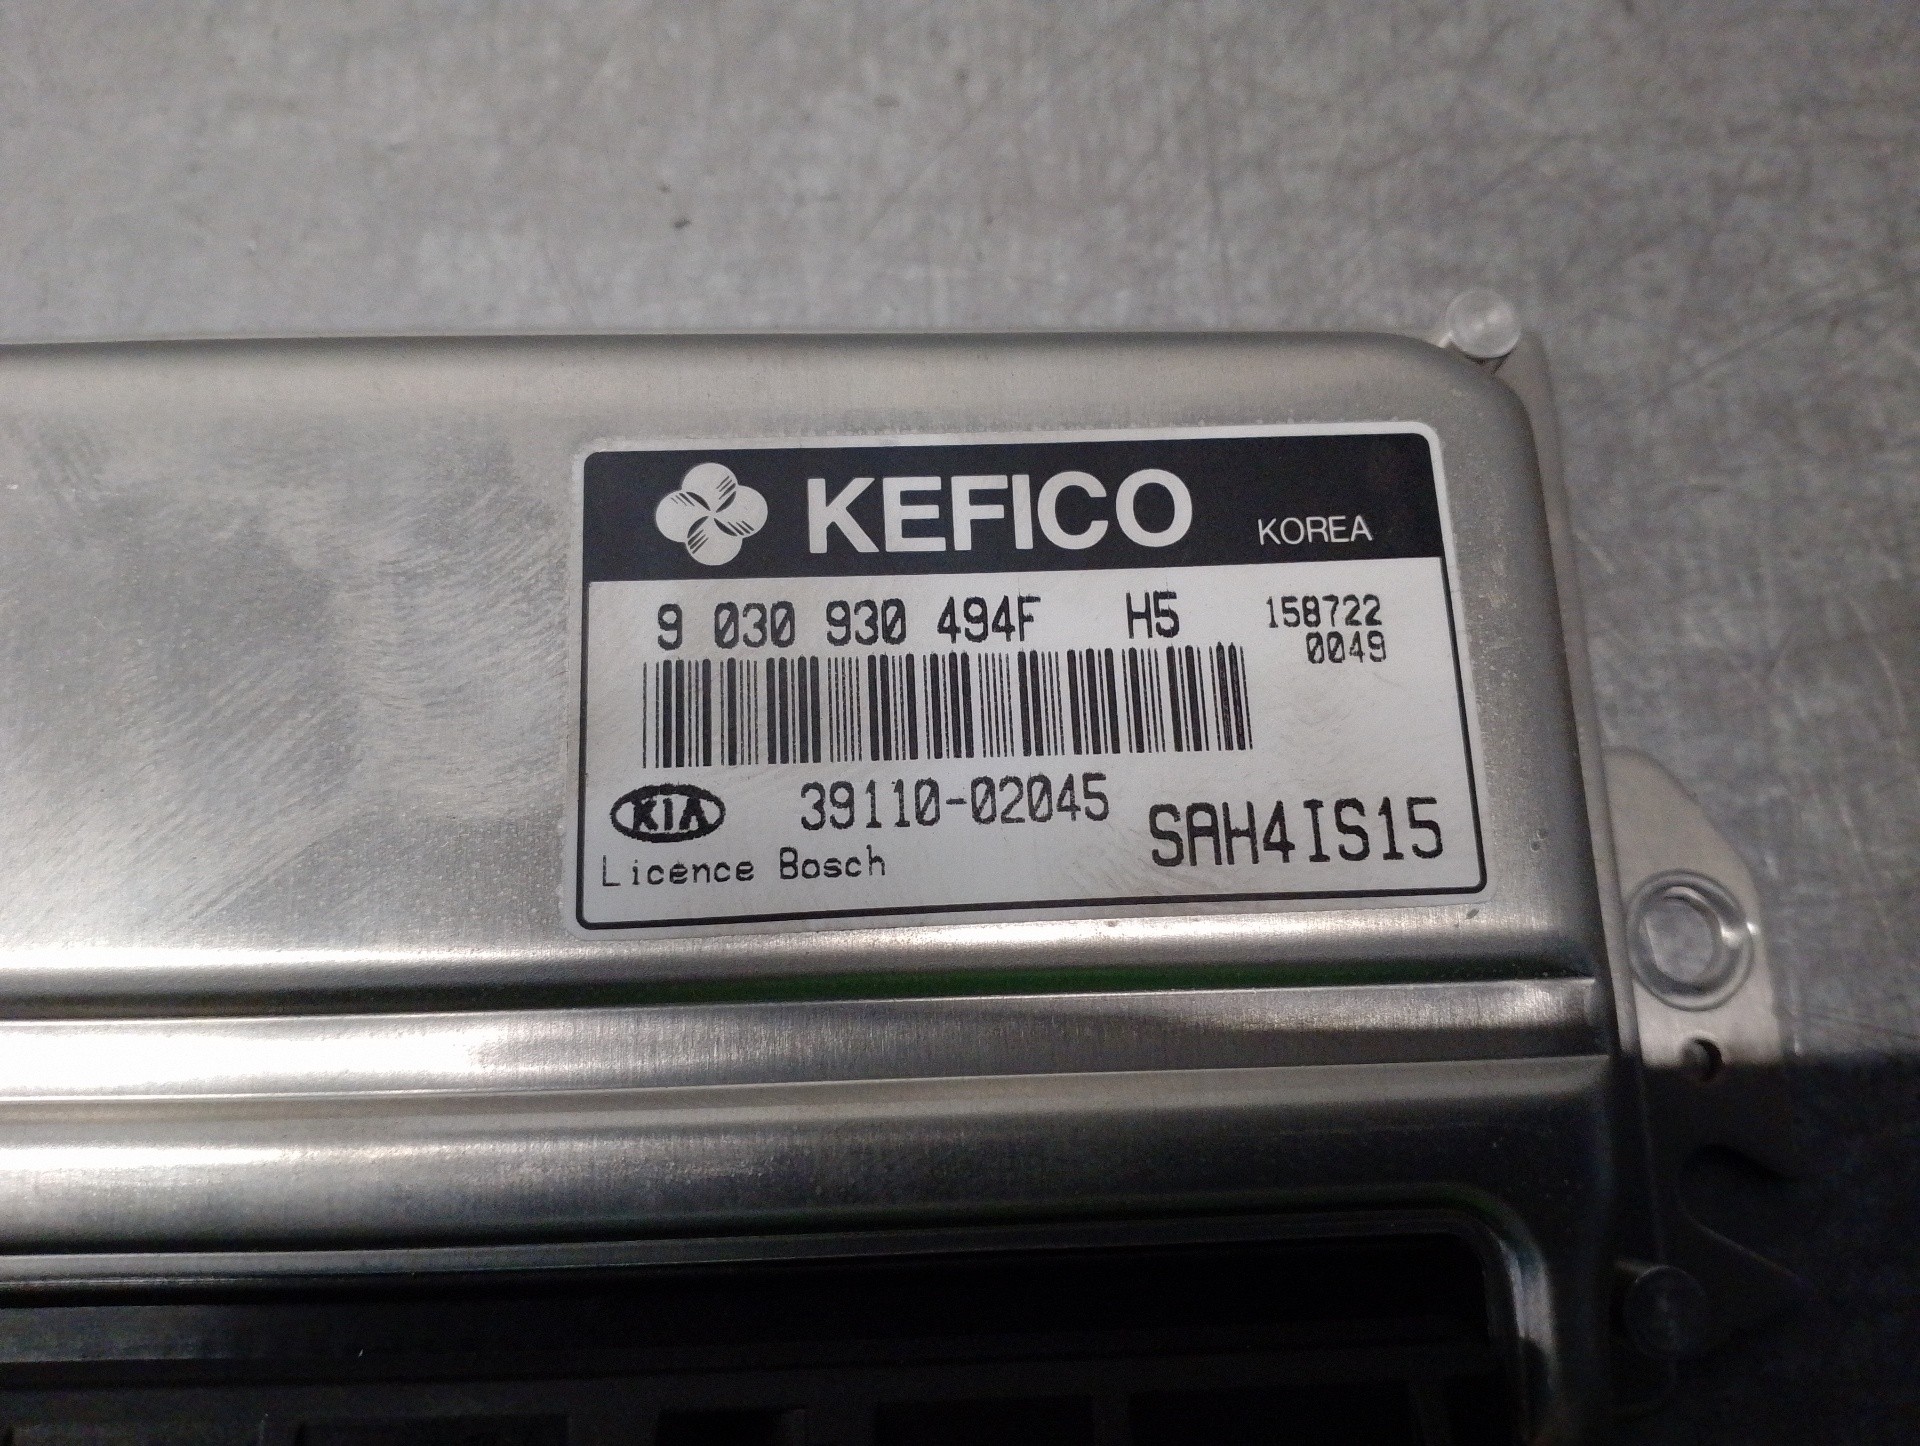 KEFICO KOREA
9 030 930 494F H5 158722
0049
KIA 39110-02045 SAH4IS15
Licence Bosch